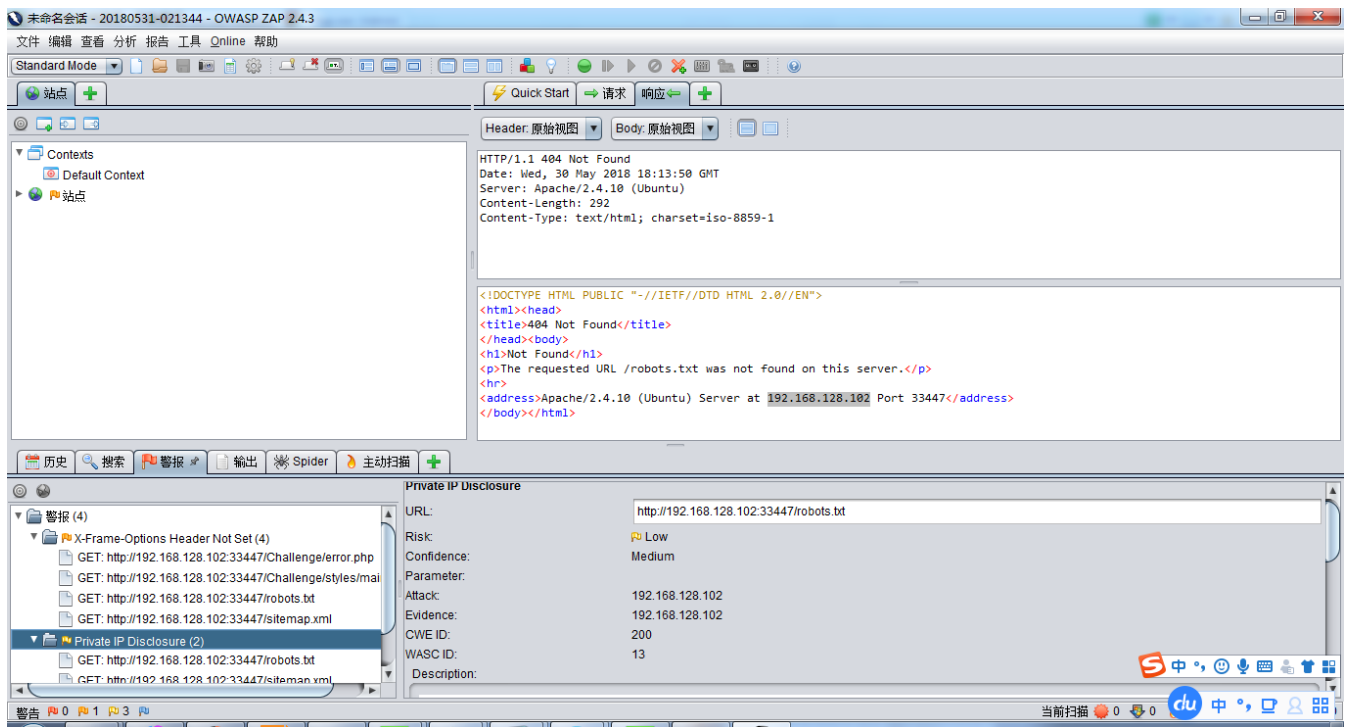 未命名会话 - 20180531-021344 - OWASP ZAP 2.4.3
文件 编辑 查看 分析 报告 工具 Online 帮助
Standard Mode
站点
Quick Start 请求 响应
Header: 原始视图 Body: 原始视图
Contexts
Default Context
站点
HTTP/1.1 404 Not Found
Date: Wed, 30 May 2018 18:13:50 GMT
Server: Apache/2.4.10 (Ubuntu)
Content-Length: 292
Content-Type: text/html; charset=iso-8859-1
<!DOCTYPE HTML PUBLIC "-//IETF//DTD HTML 2.0//EN">
<html><head>
<title>404 Not Found</title>
</head><body>
<h1>Not Found</h1>
<p>The requested URL /robots.txt was not found on this server.</p>
<hr>
<address>Apache/2.4.10 (Ubuntu) Server at 192.168.128.102 Port 33447</address>
</body></html>
历史 搜索 警报 输出 Spider 主动扫描
警报 (4)
X-Frame-Options Header Not Set (4)
GET: http://192.168.128.102:33447/Challenge/error.php
GET: http://192.168.128.102:33447/Challenge/styles/mai
GET: http://192.168.128.102:33447/robots.txt
GET: http://192.168.128.102:33447/sitemap.xml
Private IP Disclosure (2)
GET: http://192.168.128.102:33447/robots.txt
GET: http://192.168.128.102:33447/sitemap.xml
Private IP Disclosure
URL: http://192.168.128.102:33447/robots.txt
Risk: Low
Confidence: Medium
Parameter:
Attack: 192.168.128.102
Evidence: 192.168.128.102
CWE ID: 200
WASC ID: 13
Description:
中
警告 0 1 3
当前扫描 0 0
du 中